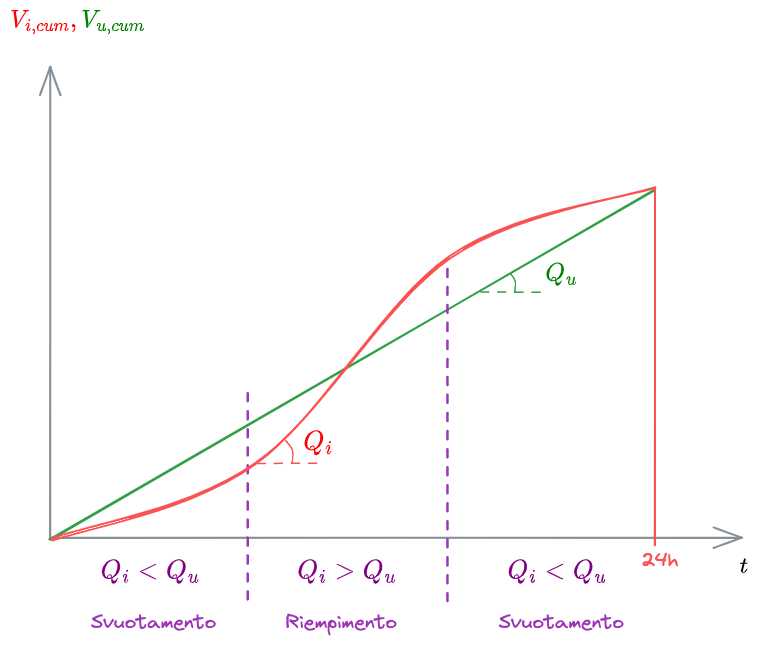 V_{i,cum}, V_{u,cum}
Q_u
Q_i
24h
t
Q_i < Q_u Q_i > Q_u Q_i < Q_u
Svuotamento Riempimento Svuotamento